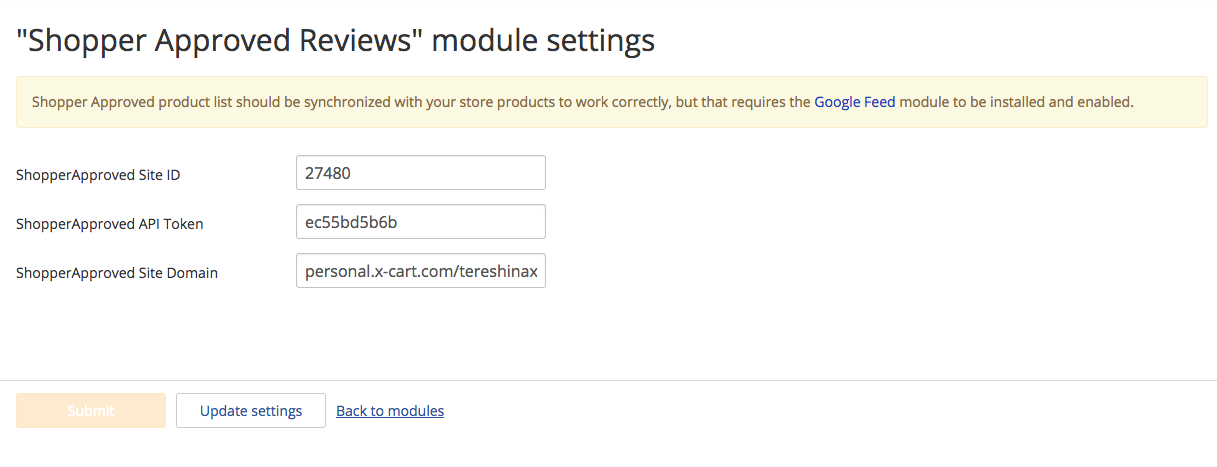 "Shopper Approved Reviews" module settings
Shopper Approved product list should be synchronized with your store products to work correctly, but that requires the Google Feed module to be installed and enabled.
ShopperApproved Site ID
27480
ShopperApproved API Token
ec55bd5b6b
ShopperApproved Site Domain
personal.x-cart.com/tereshinax
Submit
Update settings
Back to modules